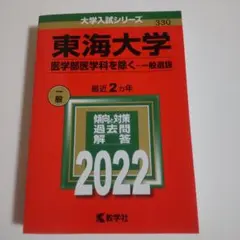 大学入試シリーズ
330
東海大学
医学部医学科を除く-一般選抜
一般
最近2カ年
傾向と対策
過去問
解答
2022
教学社